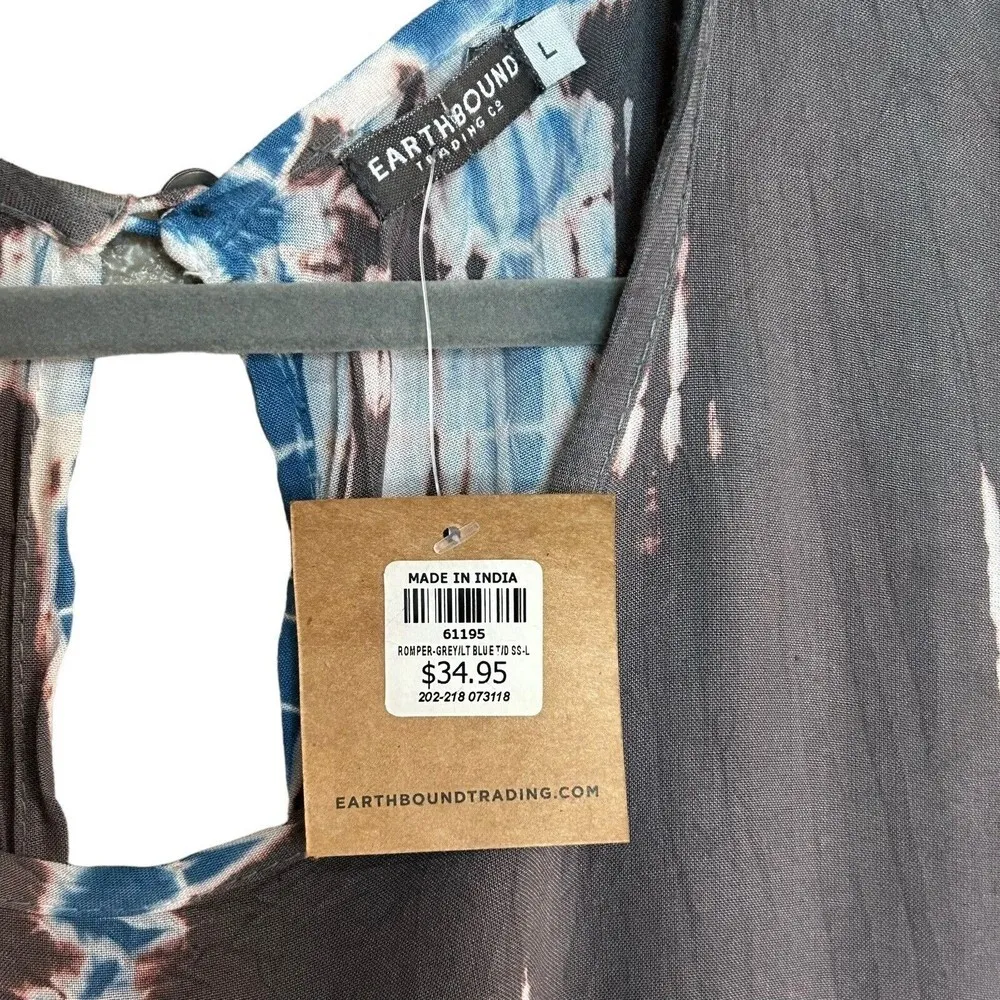 L
EARTHBOUND
TRADING Cº
MADE IN INDIA
61195
ROMPER-GREY/LT BLUE T/D SS-L
$34.95
202-218 073118
EARTHBOUNDTRADING.COM